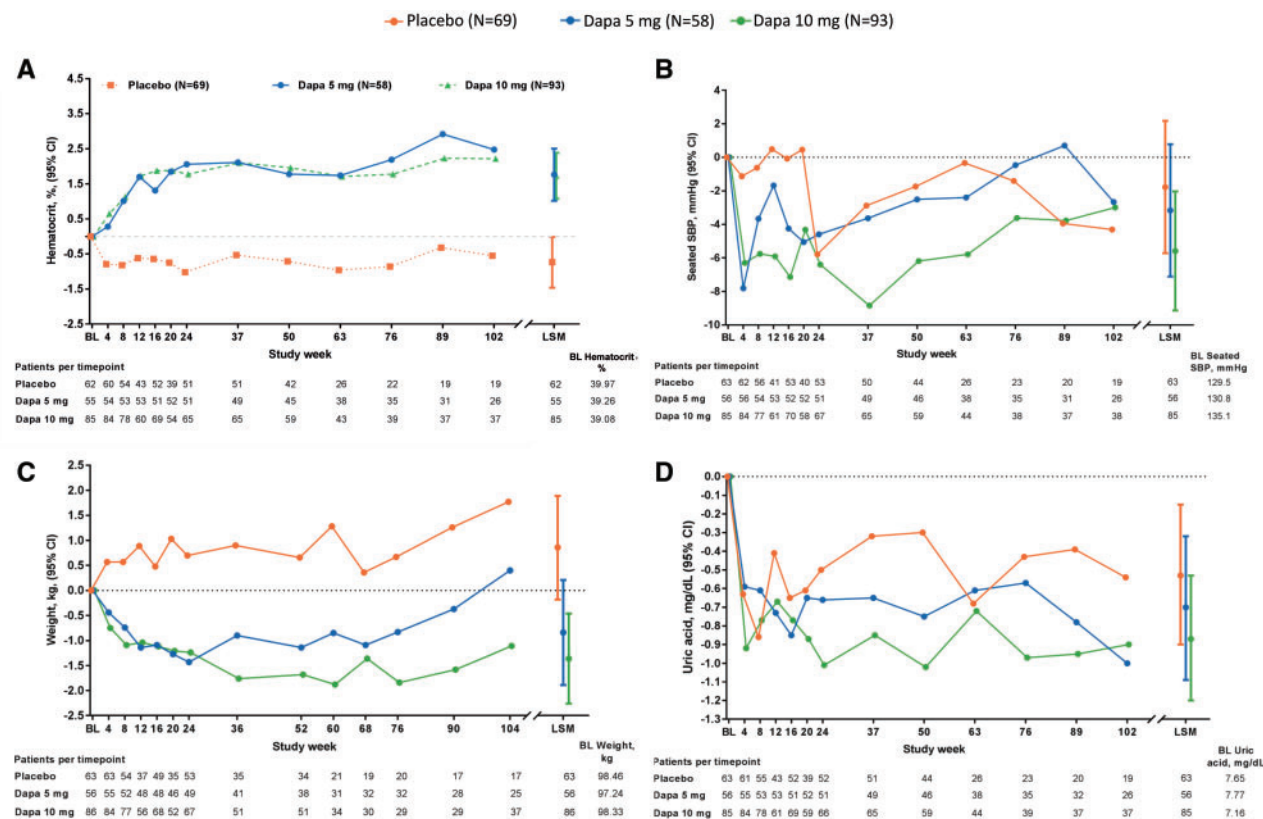 Placebo (N=69) Dapa 5 mg (N=58) Dapa 10 mg (N=93)
A
Placebo (N=69) Dapa 5 mg (N=58) Dapa 10 mg (N=93)
Hematocrit, %, (95% CI)
4.5
3.5
2.5
1.5
0.5
-0.5
-1.5
-2.5
BL 4 8 12 16 20 24 37 50 63 76 89 102 LSM
Study week
Patients per timepoint BL Hematocrit, %
Placebo 62 60 54 43 52 39 51 51 42 26 22 19 19 62 39.97
Dapa 5 mg 55 54 53 53 51 52 51 49 45 38 35 31 26 55 39.26
Dapa 10 mg 85 84 78 60 69 54 65 65 59 43 39 37 37 85 39.08
B
Seated SBP, mmHg (95% CI)
4
2
0
-2
-4
-6
-8
-10
BL 4 8 12 16 20 24 37 50 63 76 89 102 LSM
Study week
Patients per timepoint BL Seated SBP, mmHg
Placebo 63 62 56 41 53 40 53 50 44 26 23 20 19 63 129.5
Dapa 5 mg 56 56 54 53 52 52 51 49 46 38 35 31 26 56 130.8
Dapa 10 mg 85 84 77 61 70 58 67 65 59 44 38 37 38 85 135.1
C
Weight, kg, (95% CI)
2.5
2.0
1.5
1.0
0.5
0.0
-0.5
-1.0
-1.5
-2.0
-2.5
BL 4 8 12 16 20 24 36 52 60 68 76 90 104 LSM
Study week
Patients per timepoint BL Weight, kg
Placebo 63 63 54 37 49 35 53 35 34 21 19 20 17 17 63 98.46
Dapa 5 mg 56 55 52 48 48 46 49 41 38 31 32 32 28 25 56 97.24
Dapa 10 mg 86 84 77 56 68 52 67 51 51 34 30 29 29 37 86 98.33
D
Uric acid, mg/dL (95% CI)
0.0
-0.1
-0.2
-0.3
-0.4
-0.5
-0.6
-0.7
-0.8
-0.9
-1.0
-1.1
-1.2
-1.3
BL 4 8 12 16 20 24 37 50 63 76 89 102 LSM
Study week
Patients per timepoint BL Uric acid, mg/dL
Placebo 63 61 55 43 52 39 52 51 44 26 23 20 19 63 7.65
Dapa 5 mg 56 55 53 53 51 52 51 49 46 38 35 32 26 56 7.77
Dapa 10 mg 85 84 78 61 69 59 66 65 59 44 39 37 37 85 7.16